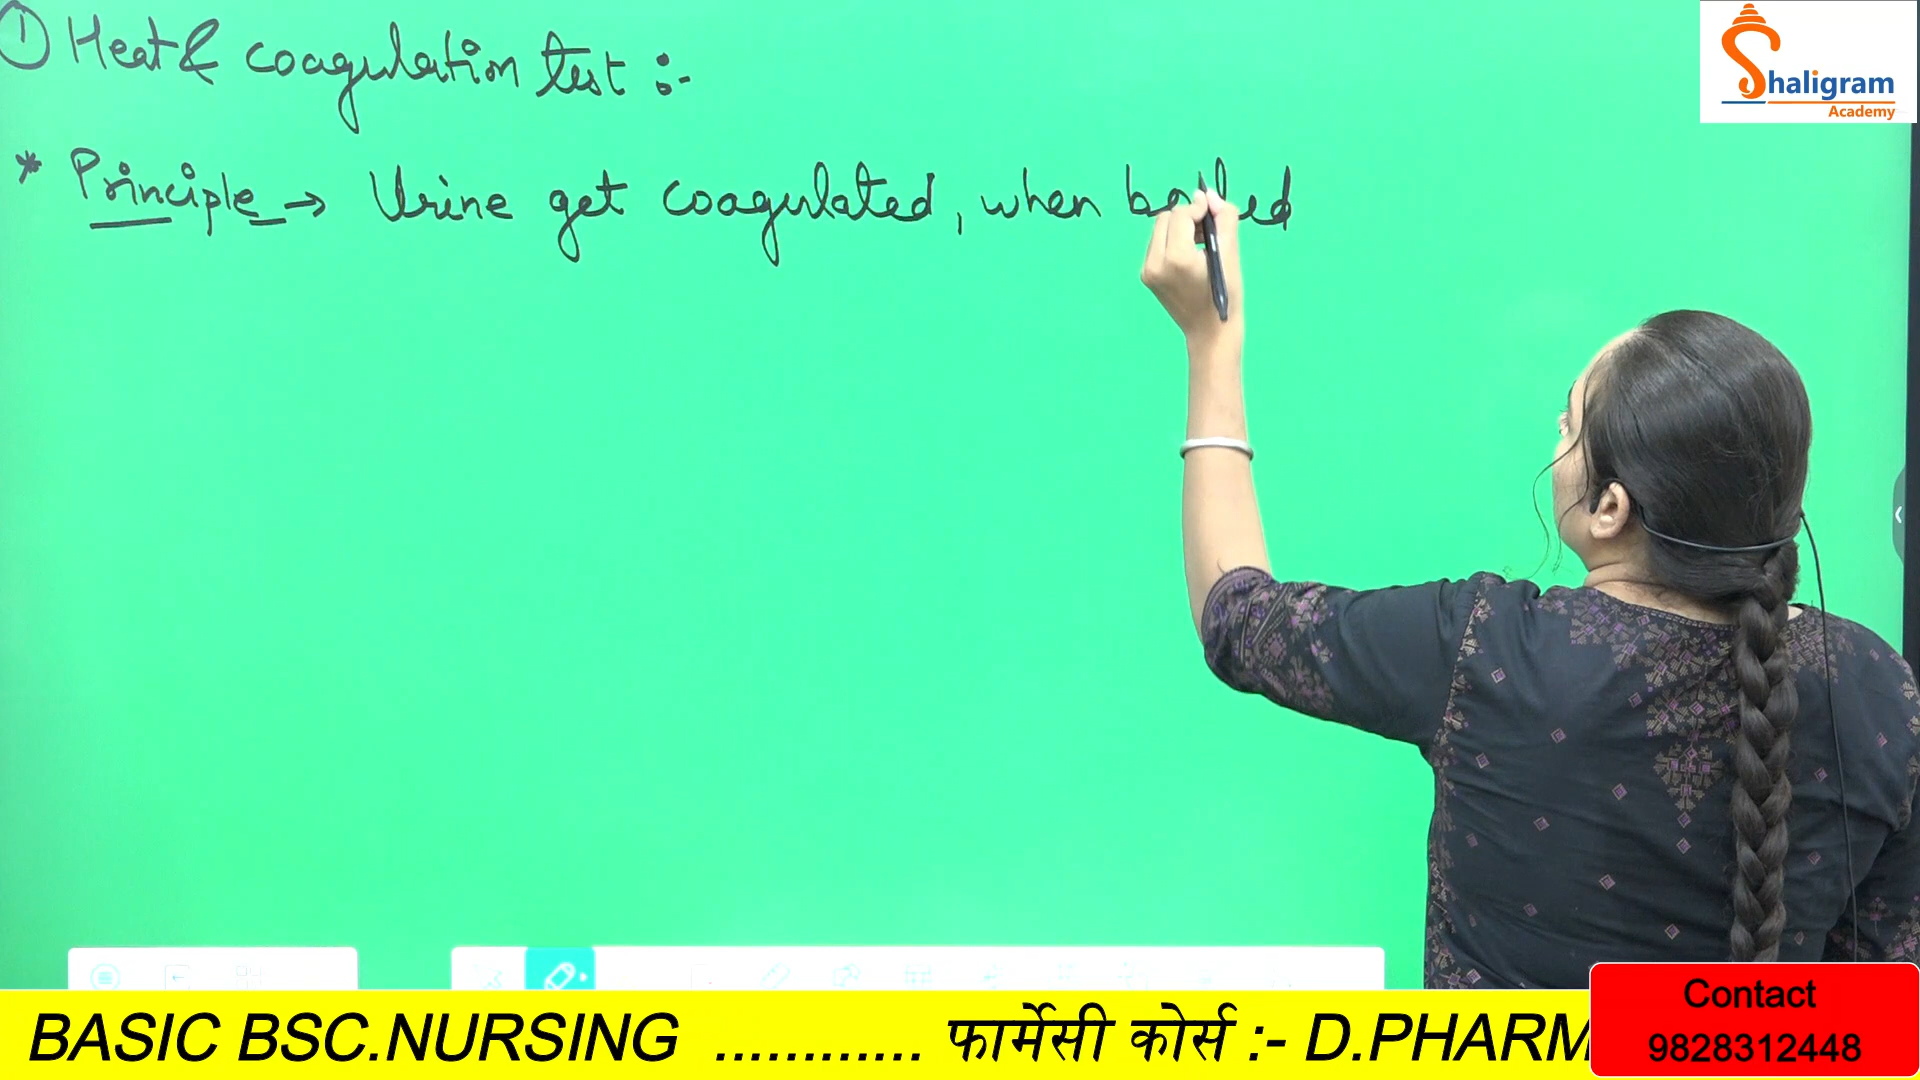 ① Heat & coagulation test :-
* Principle → Urine get coagulated, when boiled
Shaligram
Academy
BASIC BSC.NURSING ............ फार्मेसी कोर्स :- D.PHARM
Contact
9828312448